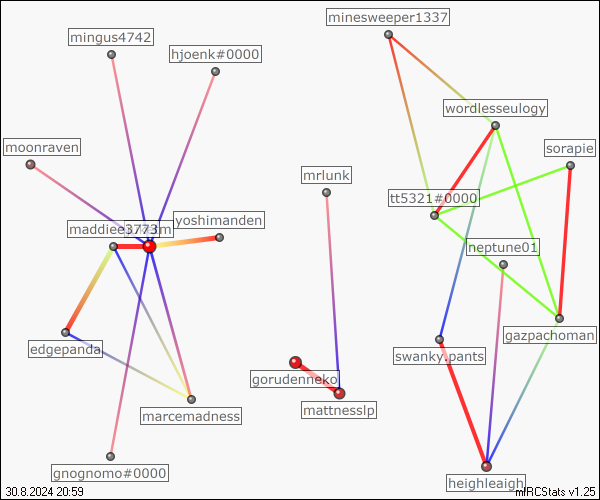 minesweeper1337
mingus4742
hjoenk#0000
wordlesseulogy
moonraven
sorapie
mrlunk
tt5321#0000
yoshimanden
maddiee3773
neptune01
gazpachoman
edgepanda
swanky.pants
gorudenneko
mattnesslp
marcemadness
gnognomo#0000
heighleaigh
30.8.2024 20:59
mIRCStats v1.25